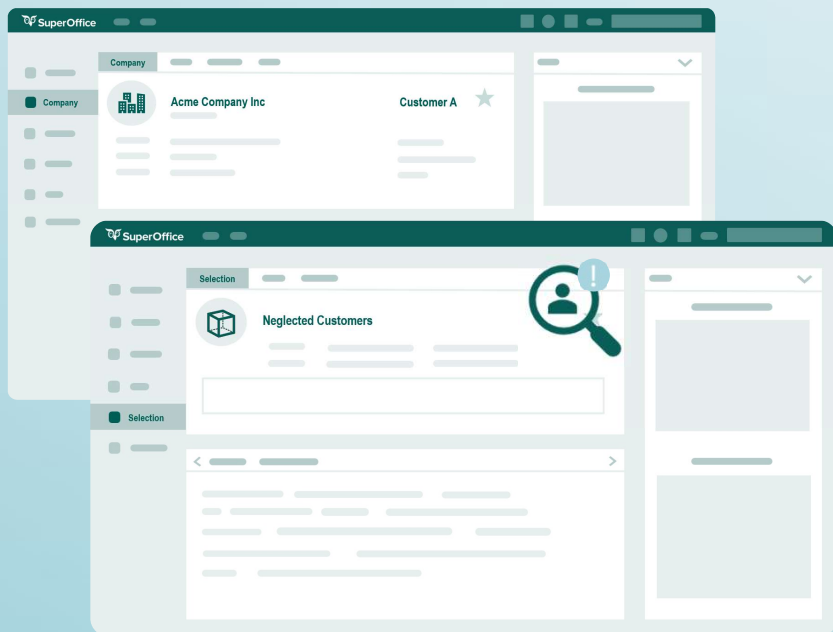 SuperOffice
Company
Company
Acme Company Inc
Customer A
SuperOffice
Selection
!
Neglected Customers
Selection